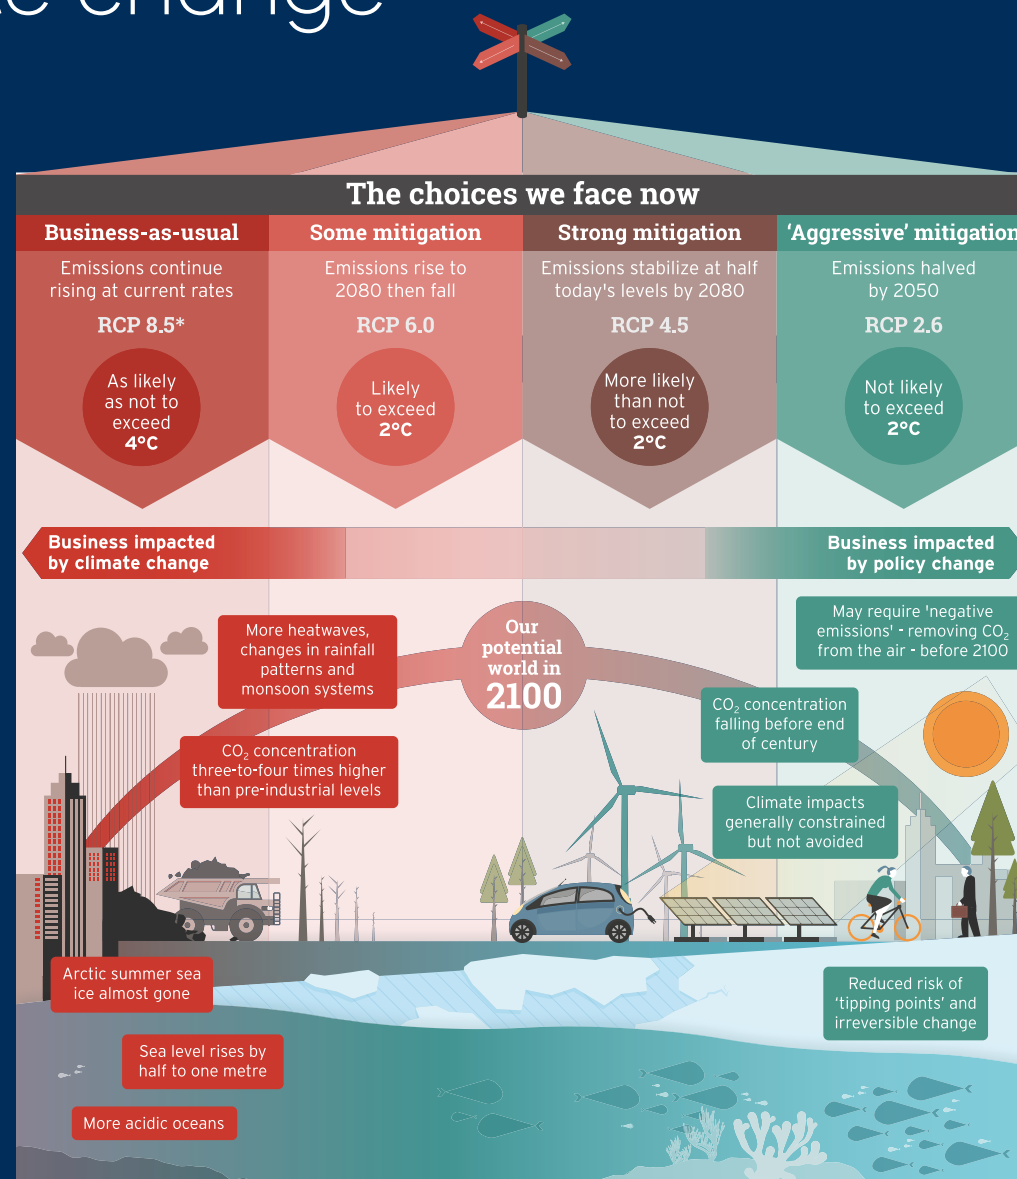 change
The choices we face now
Business-as-usual
Emissions continue
rising at current rates
RCP 8.5*
As likely
as not to
exceed
4°C
Some mitigation
Emissions rise to
2080 then fall
RCP 6.0
Likely
to exceed
2°C
Strong mitigation
Emissions stabilize at half
today's levels by 2080
RCP 4.5
More likely
than not
to exceed
2°C
‘Aggressive’ mitigation
Emissions halved
by 2050
RCP 2.6
Not likely
to exceed
2°C
Business impacted
by climate change
Business impacted
by policy change
Our
potential
world in
2100
More heatwaves,
changes in rainfall
patterns and
monsoon systems
CO₂ concentration
three-to-four times higher
than pre-industrial levels
May require 'negative
emissions' - removing CO₂
from the air - before 2100
CO₂ concentration
falling before end
of century
Climate impacts
generally constrained
but not avoided
Arctic summer sea
ice almost gone
Sea level rises by
half to one metre
More acidic oceans
Reduced risk of
‘tipping points’ and
irreversible change